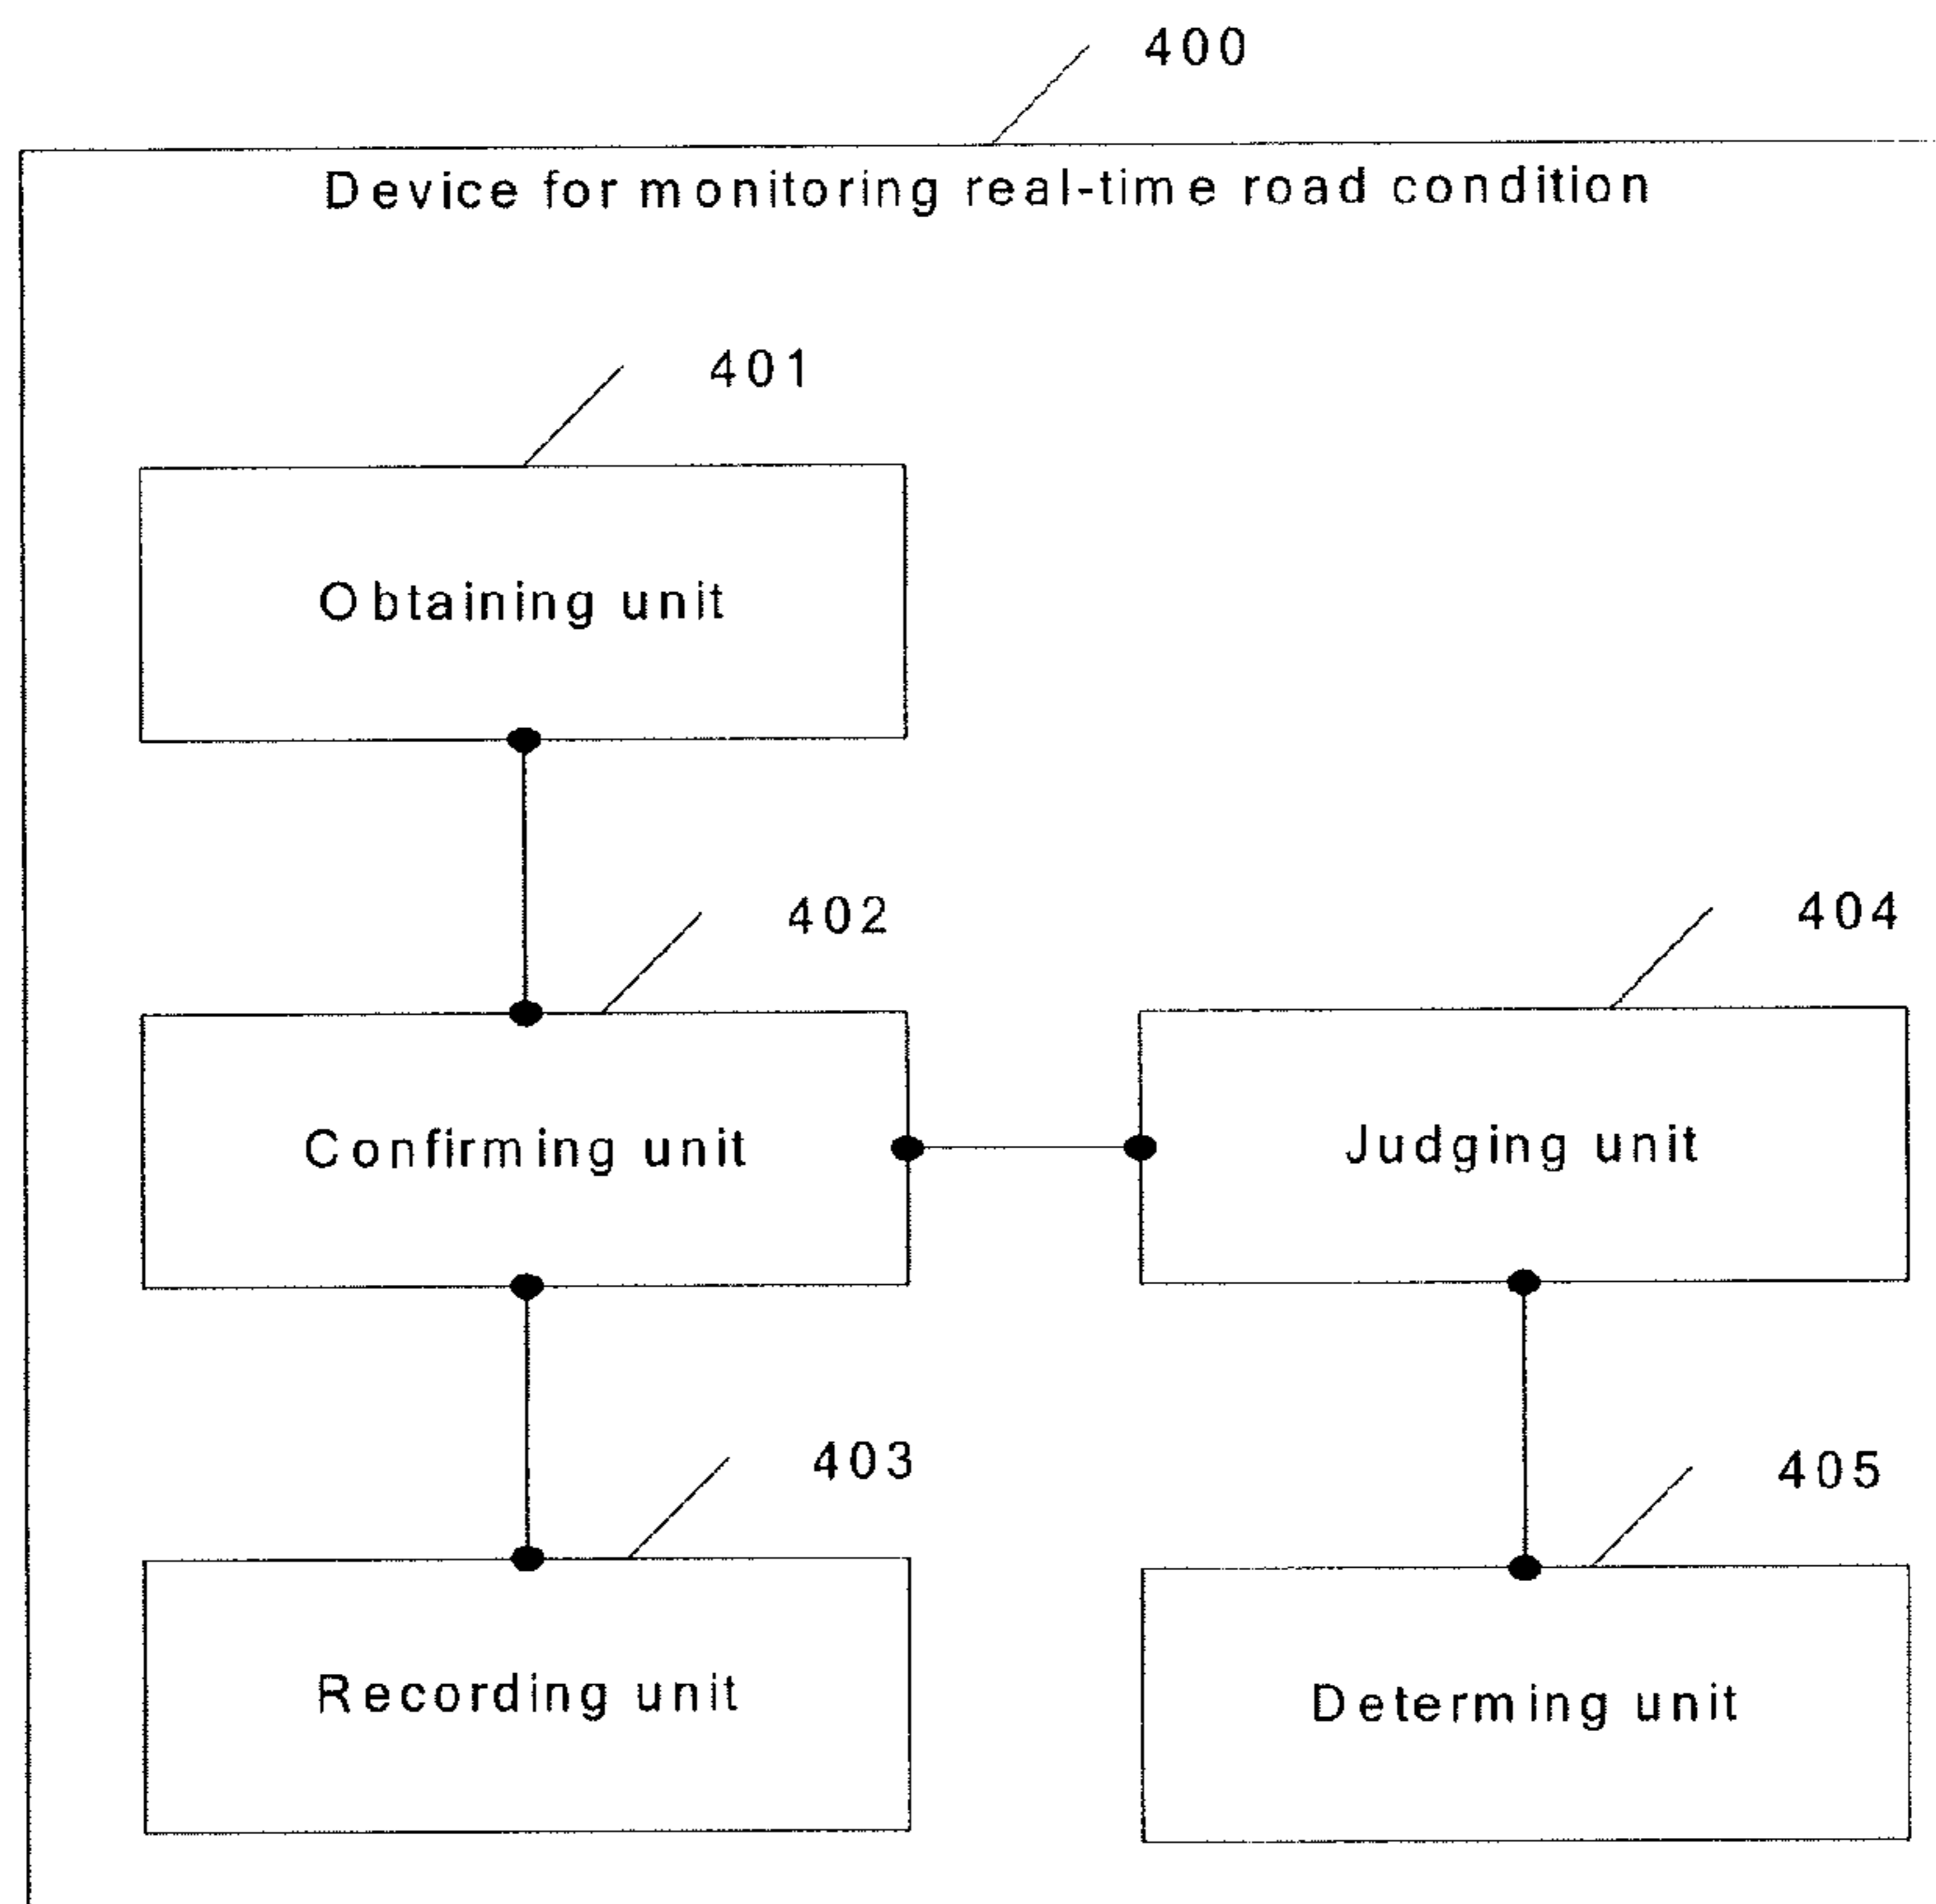 400
Device for monitoring real-time road condition
401
Obtaining unit
402
404
Confirming unit
Judging unit
403
405
Recording unit
Determing unit